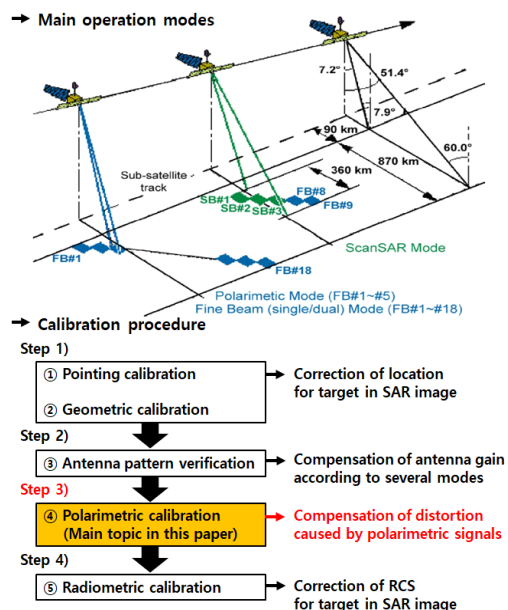 → Main operation modes
7.2°
51.4°
7.9°
90 km
60.0°
870 km
360 km
Sub-satellite
track
SB#1
SB#2
SB#3
FB#8
FB#9
FB#1
FB#18
ScanSAR Mode
Polarimetic Mode (FB#1~#5)
Fine Beam (single/dual) Mode (FB#1~#18)
→ Calibration procedure
Step 1)
① Pointing calibration
② Geometric calibration
Correction of location
for target in SAR image
Step 2)
③ Antenna pattern verification
Compensation of antenna gain
according to several modes
Step 3)
④ Polarimetric calibration
(Main topic in this paper)
Compensation of distortion
caused by polarimetric signals
Step 4)
⑤ Radiometric calibration
Correction of RCS
for target in SAR image